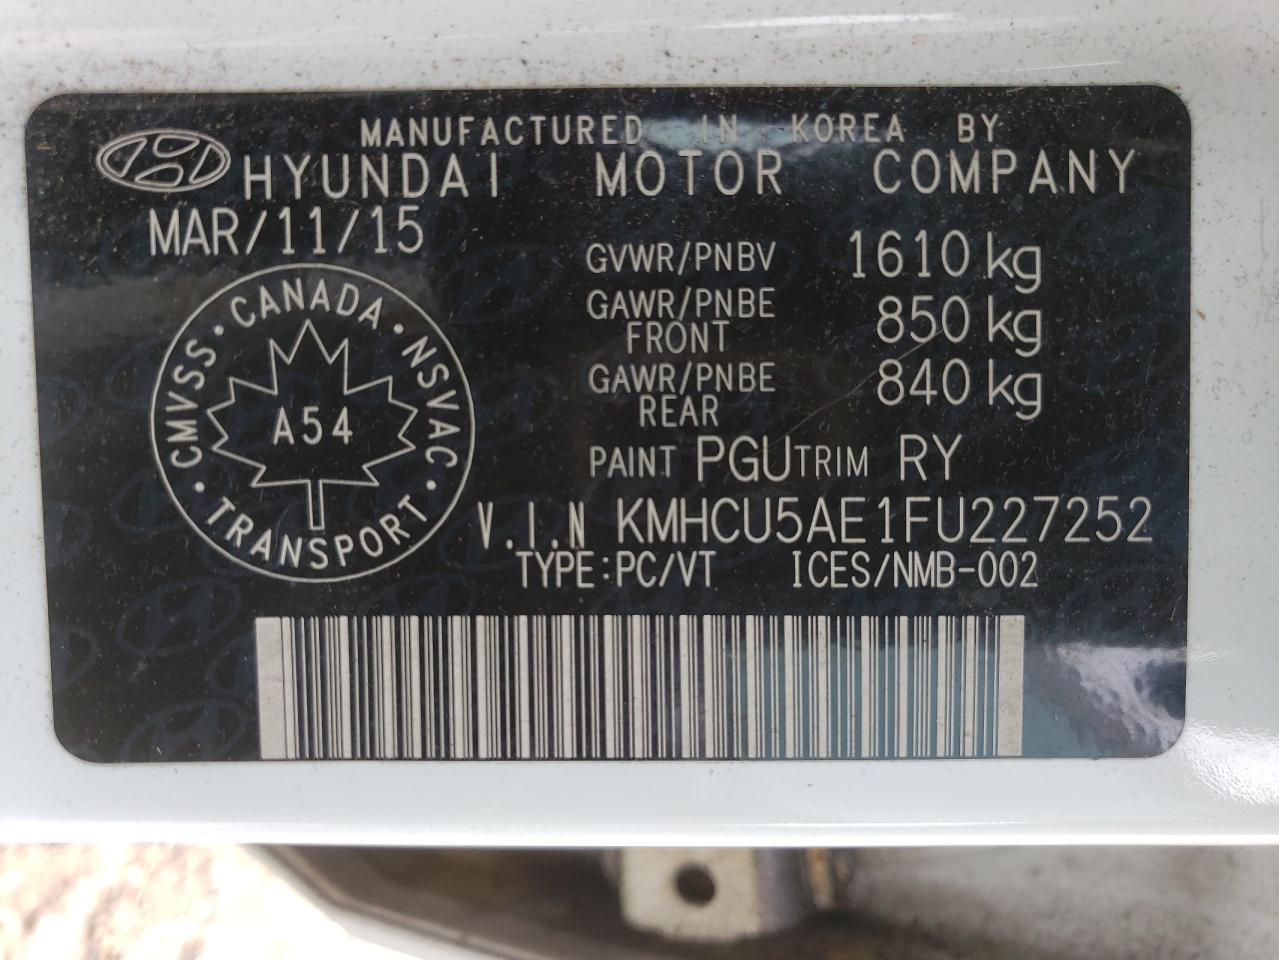 MANUFACTURED IN KOREA BY
HYUNDAI MOTOR COMPANY
MAR/11/15
GVWR/PNBV 1610 kg
GAWR/PNBE FRONT 850 kg
GAWR/PNBE REAR 840 kg
CANADA
CMVSS
NSVAC
A54
TRANSPORT
PAINT PGU TRIM RY
V.I.N KMHCU5AE1FU227252
TYPE:PC/VT ICES/NMB-002